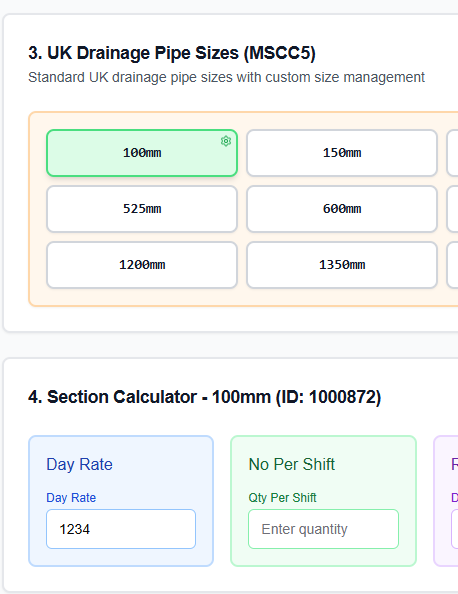 3. UK Drainage Pipe Sizes (MSCC5)
Standard UK drainage pipe sizes with custom size management
100mm 150mm
525mm 600mm
1200mm 1350mm
4. Section Calculator - 100mm (ID: 1000872)
Day Rate No Per Shift
Day Rate Qty Per Shift
1234 Enter quantity